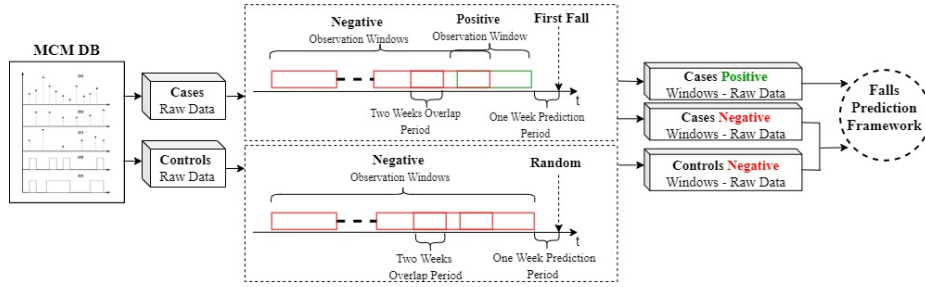 MCM DB
Cases
Raw Data
Controls
Raw Data
Negative
Observation Windows
Positive
Observation Window
First Fall
t
Two Weeks Overlap
Period
One Week Prediction
Period
Negative
Observation Windows
Random
t
Two Weeks
Overlap Period
One Week Prediction
Period
Cases Positive
Windows - Raw Data
Cases Negative
Windows - Raw Data
Controls Negative
Windows - Raw Data
Falls
Prediction
Framework